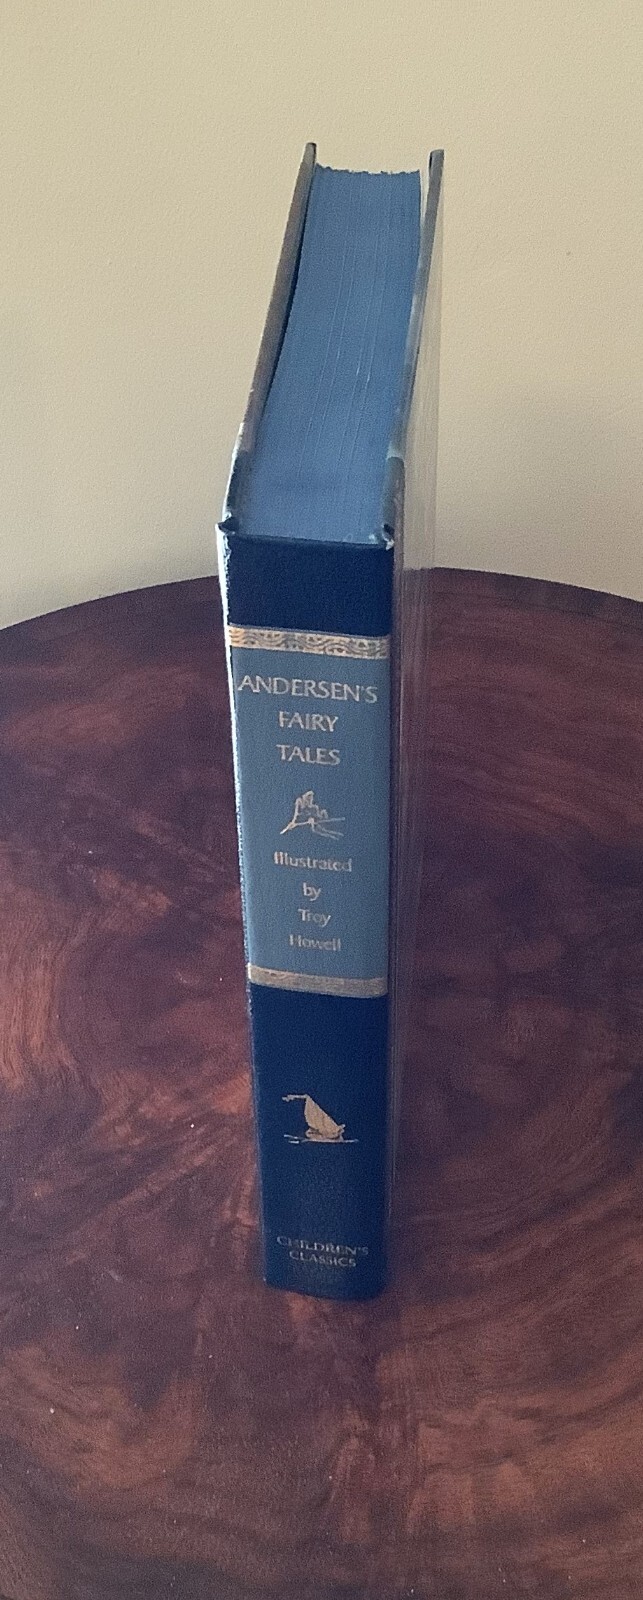 ANDERSEN'S
FAIRY
TALES
Illustrated
by
Troy
Howell
CHILDREN'S
CLASSICS